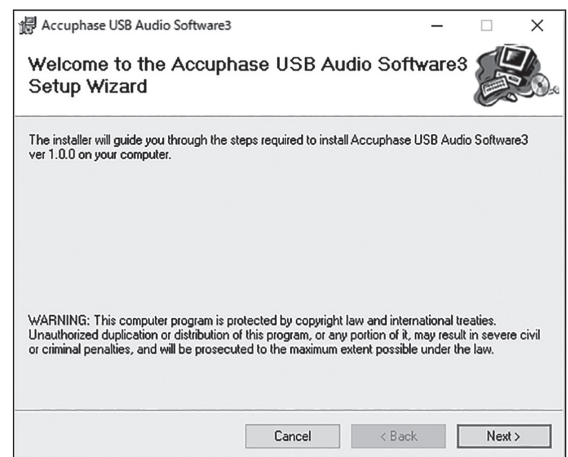 Accuphase USB Audio Software3
Welcome to the Accuphase USB Audio Software3
Setup Wizard
The installer will guide you through the steps required to install Accuphase USB Audio Software3
ver 1.0.0 on your computer.
WARNING: This computer program is protected by copyright law and international treaties.
Unauthorized duplication or distribution of this program, or any portion of it, may result in severe civil
or criminal penalties, and will be prosecuted to the maximum extent possible under the law.
Cancel < Back Next >